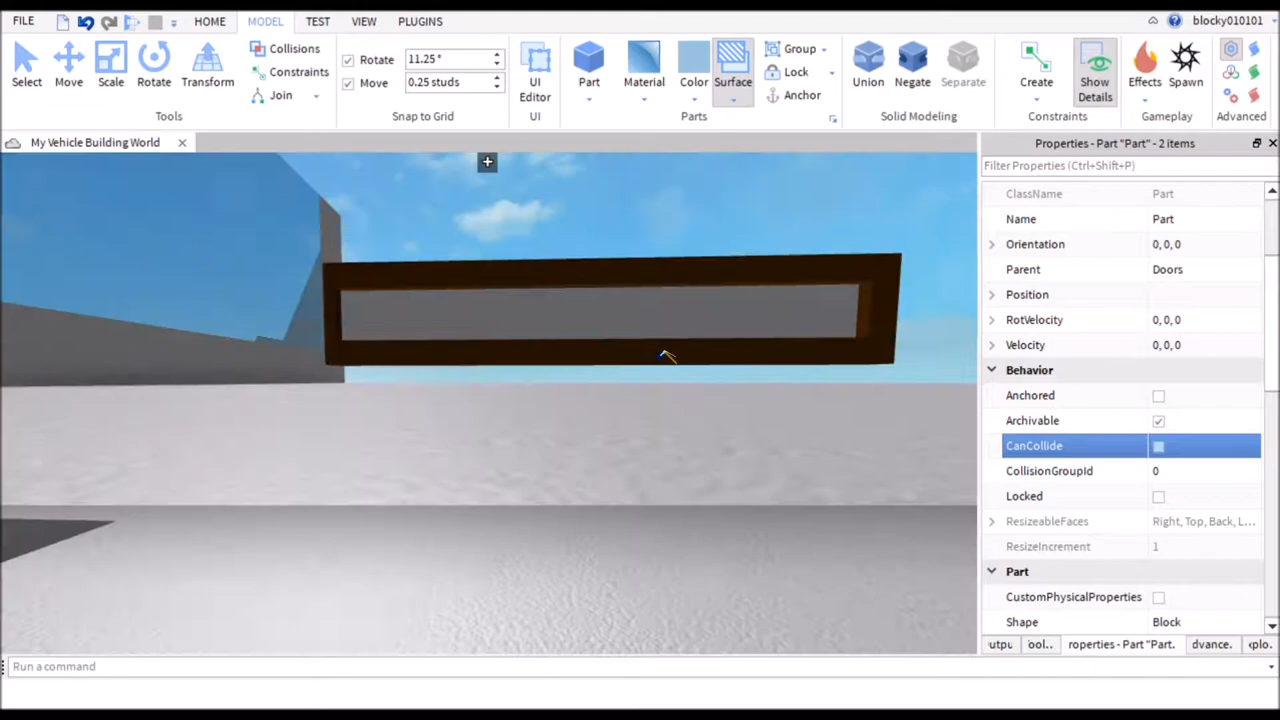 FILE HOME MODEL TEST VIEW PLUGINS blocky010101
Select Move Scale Rotate Transform
Collisions
Constraints
Join
Tools
Rotate 11.25 °
Move 0.25 studs
Snap to Grid
UI
Editor
UI
Part Material Color Surface
Group
Lock
Anchor
Parts
Union Negate Separate
Solid Modeling
Create Show
Details
Constraints
Effects Spawn
Gameplay
Advanced
My Vehicle Building World
Properties - Part "Part" - 2 items
Filter Properties (Ctrl+Shift+P)
ClassName Part
Name Part
Orientation 0, 0, 0
Parent Doors
Position
RotVelocity 0, 0, 0
Velocity 0, 0, 0
Behavior
Anchored
Archivable
CanCollide
CollisionGroupId 0
Locked
ResizeableFaces Right, Top, Back, L...
ResizeIncrement 1
Part
CustomPhysicalProperties
Shape Block
utpu ool.. roperties - Part "Part. dvance. xplo.
Run a command